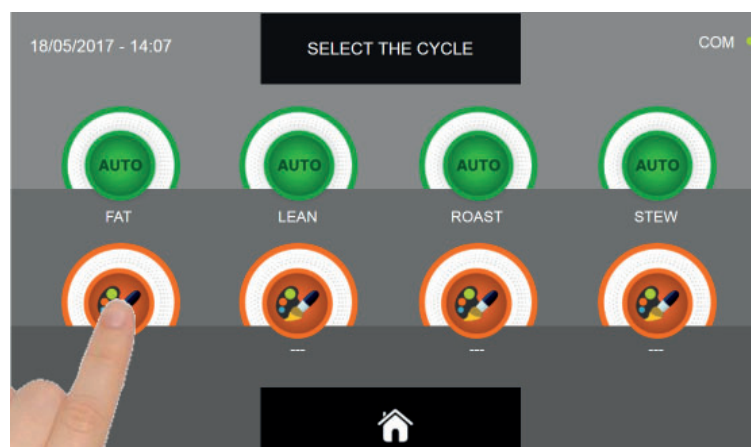 18/05/2017 - 14:07
SELECT THE CYCLE
COM
AUTO AUTO AUTO AUTO
FAT LEAN ROAST STEW
--- --- ---